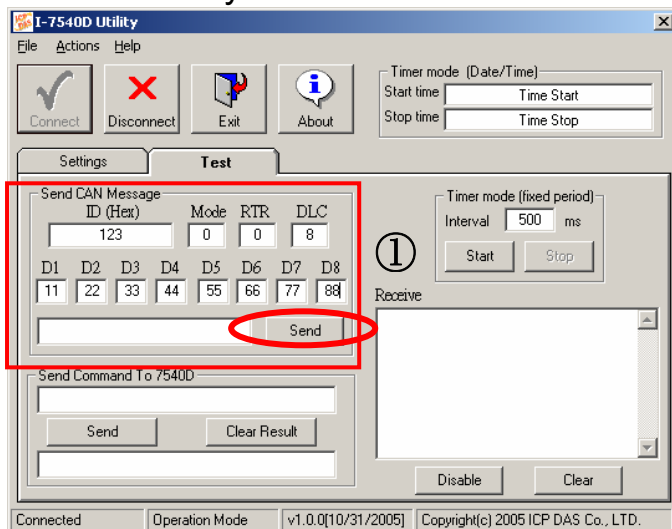 ICP DAS I-7540D Utility
File Actions Help
Connect Disconnect Exit About
Timer mode (Date/Time)
Start time Time Start
Stop time Time Stop
Settings Test
Send CAN Message
ID (Hex) Mode RTR DLC
123 0 0 8
D1 D2 D3 D4 D5 D6 D7 D8
11 22 33 44 55 66 77 88
Send
①
Timer mode (fixed period)
Interval 500 ms
Start Stop
Receive
Send Command To 7540D
Send Clear Result
Disable Clear
Connected Operation Mode v1.0.0[10/31/2005] Copyright(c) 2005 ICP DAS Co., LTD.